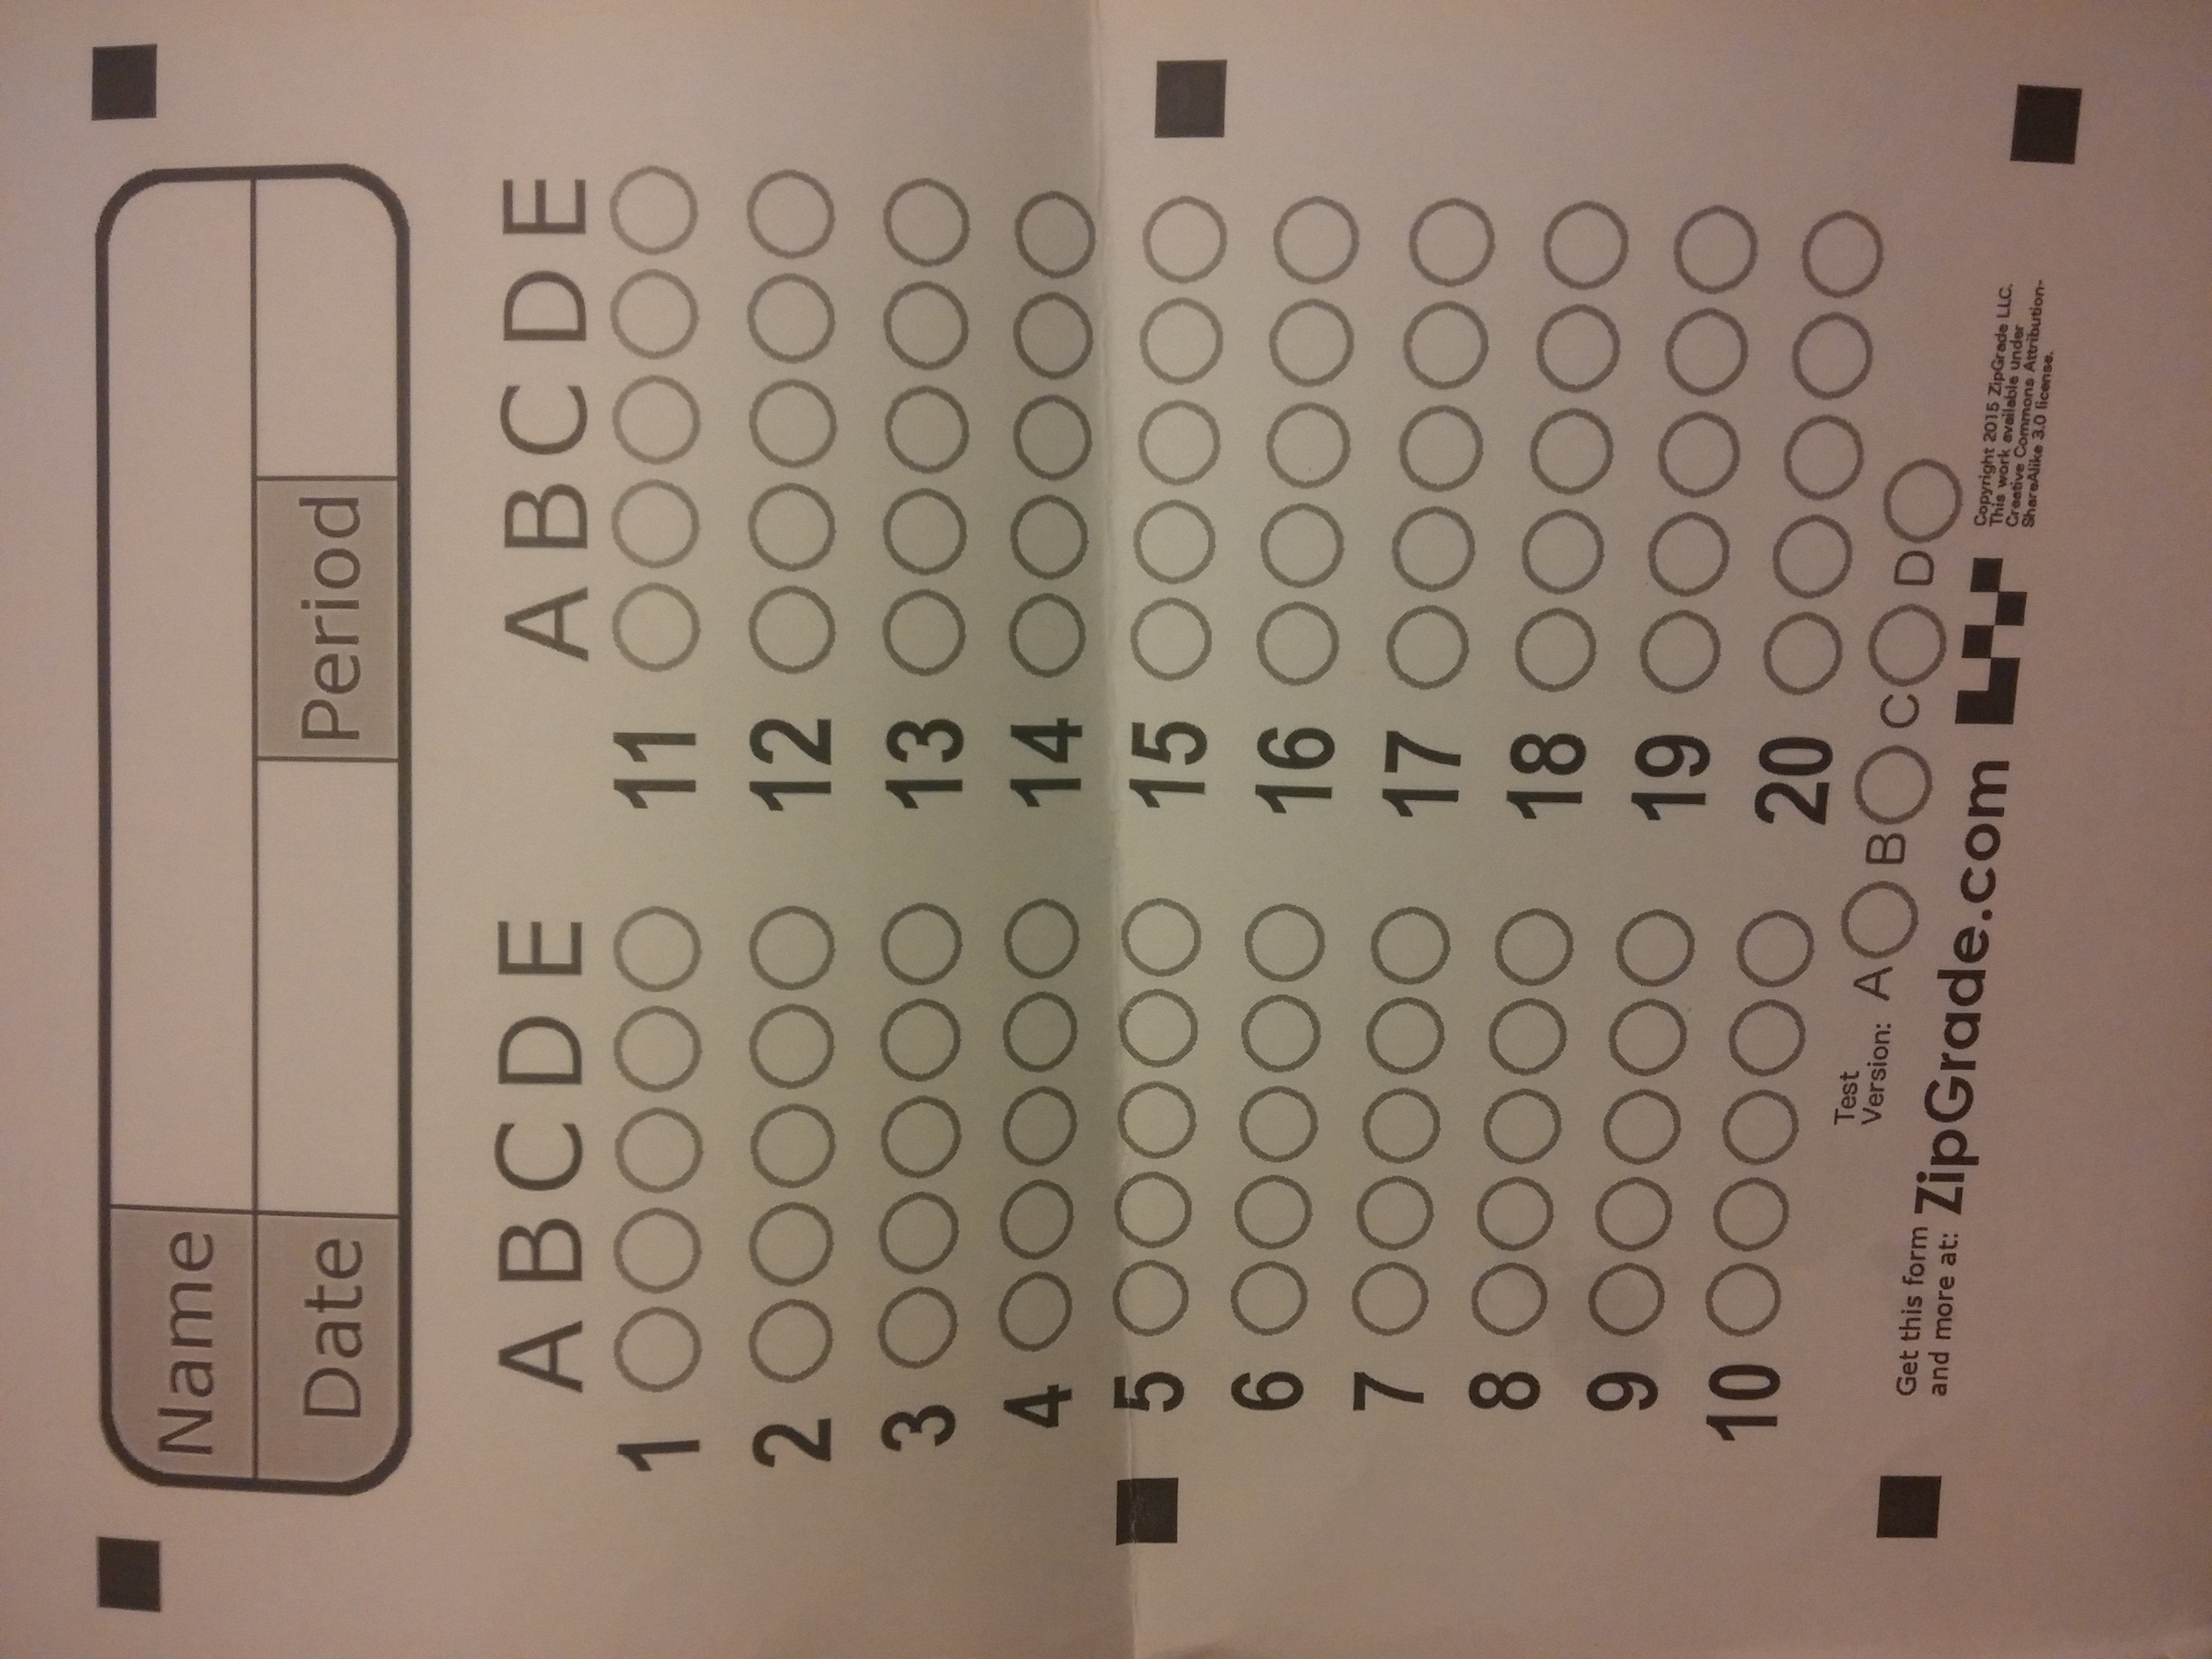 Name
Date Period
A B C D E A B C D E
1 11
2 12
3 13
4 14
5 15
6 16
7 17
8 18
9 19
10 20
Test
Version: A B C D
Get this form
and more at: ZipGrade.com
Copyright 2015 ZipGrade LLC.
This work available under
Creative Commons Attribution-
ShareAlike 3.0 license.